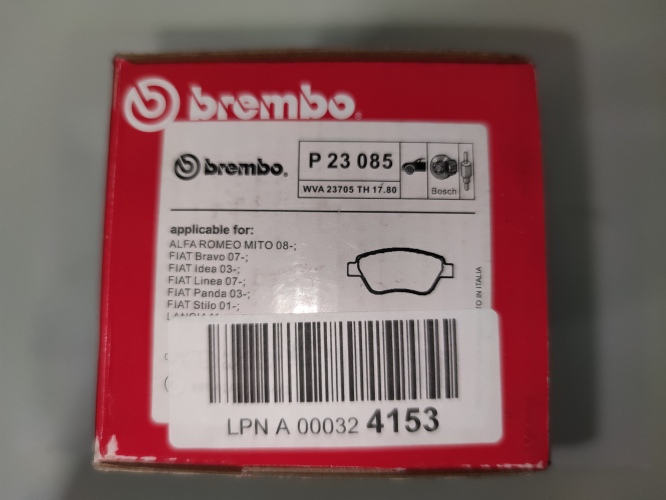 brembo®
brembo®
P 23 085
WVA 23705 TH 17.80
Bosch
applicable for:
ALFA ROMEO MITO 08-;
FIAT Bravo 07-;
FIAT Idea 03-;
FIAT Linea 07-;
FIAT Panda 03-;
FIAT Stilo 01-;
IN ITALIA
LPN A 00032 4153